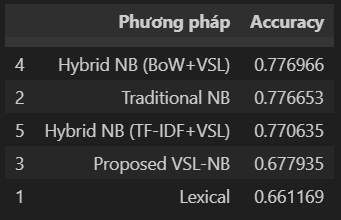 Phương pháp Accuracy
4 Hybrid NB (BoW+VSL) 0.776966
2 Traditional NB 0.776653
5 Hybrid NB (TF-IDF+VSL) 0.770635
3 Proposed VSL-NB 0.677935
1 Lexical 0.661169